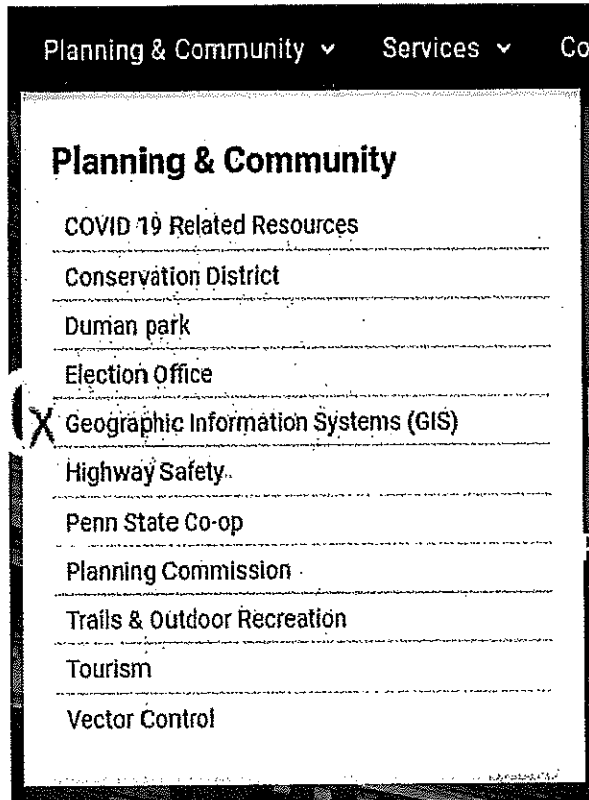 Planning & Community Services Co
Planning & Community
COVID 19 Related Resources
Conservation District
Duman park
Election Office
X Geographic Information Systems (GIS)
Highway Safety
Penn State Co-op
Planning Commission
Trails & Outdoor Recreation
Tourism
Vector Control